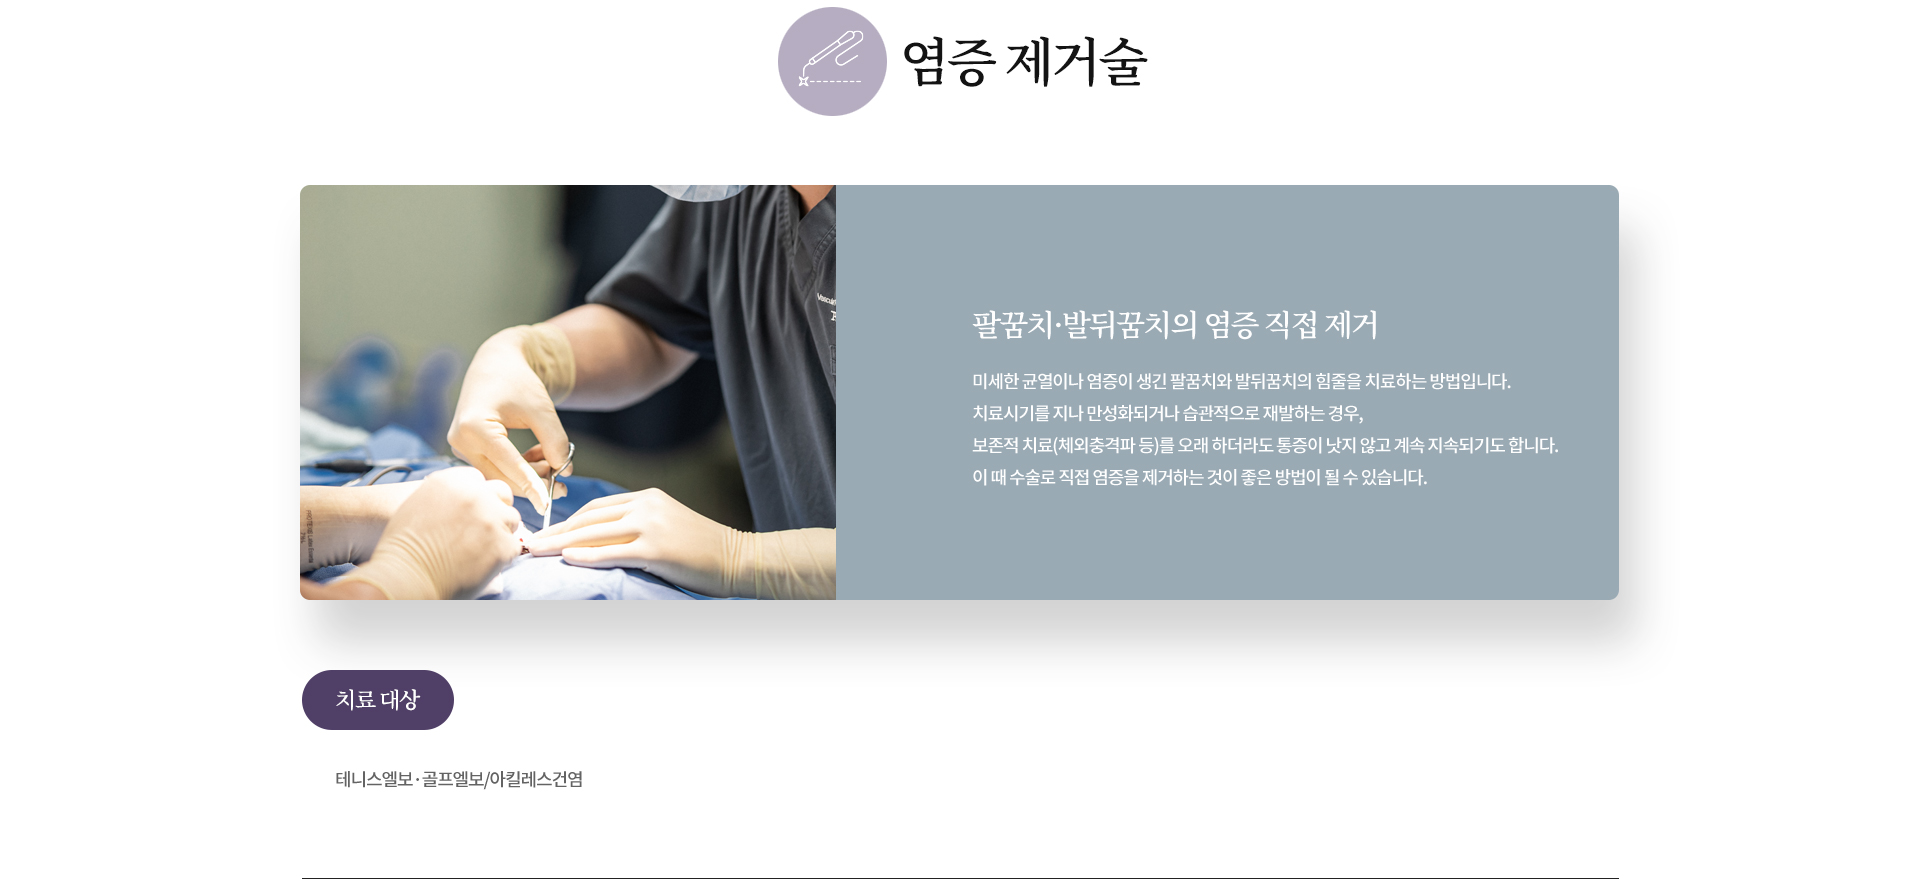 염증 제거술
팔꿈치·발뒤꿈치의 염증 직접 제거
미세한 균열이나 염증이 생긴 팔꿈치와 발뒤꿈치의 힘줄을 치료하는 방법입니다.
치료시기를 지나 만성화되거나 습관적으로 재발하는 경우,
보존적 치료(체외충격파 등)를 오래 하더라도 통증이 낫지 않고 계속 지속되기도 합니다.
이 때 수술로 직접 염증을 제거하는 것이 좋은 방법이 될 수 있습니다.
치료 대상
테니스엘보·골프엘보/아킬레스건염